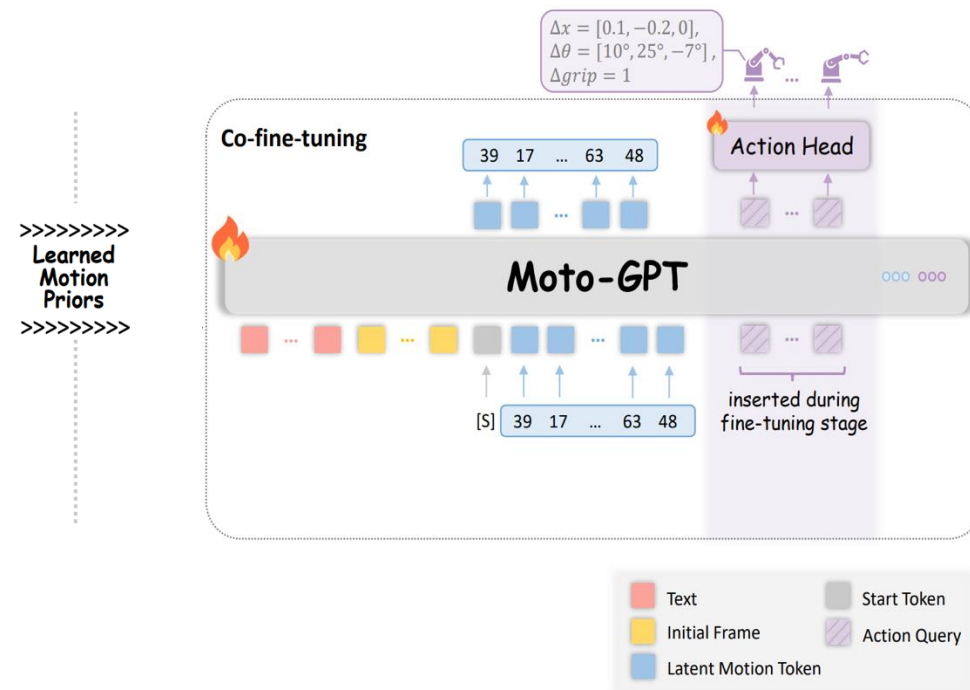 Δx = [0.1, −0.2, 0],
Δθ = [10°, 25°, −7°] ,
Δgrip = 1
...
Co-fine-tuning
39 17 ... 63 48
Action Head
... ...
>>>>>>>>>
Learned
Motion
Priors
>>>>>>>>>
Moto-GPT
ooo ooo
... ... ... ...
[S] 39 17 ... 63 48
inserted during
fine-tuning stage
Text
Start Token
Initial Frame
Action Query
Latent Motion Token